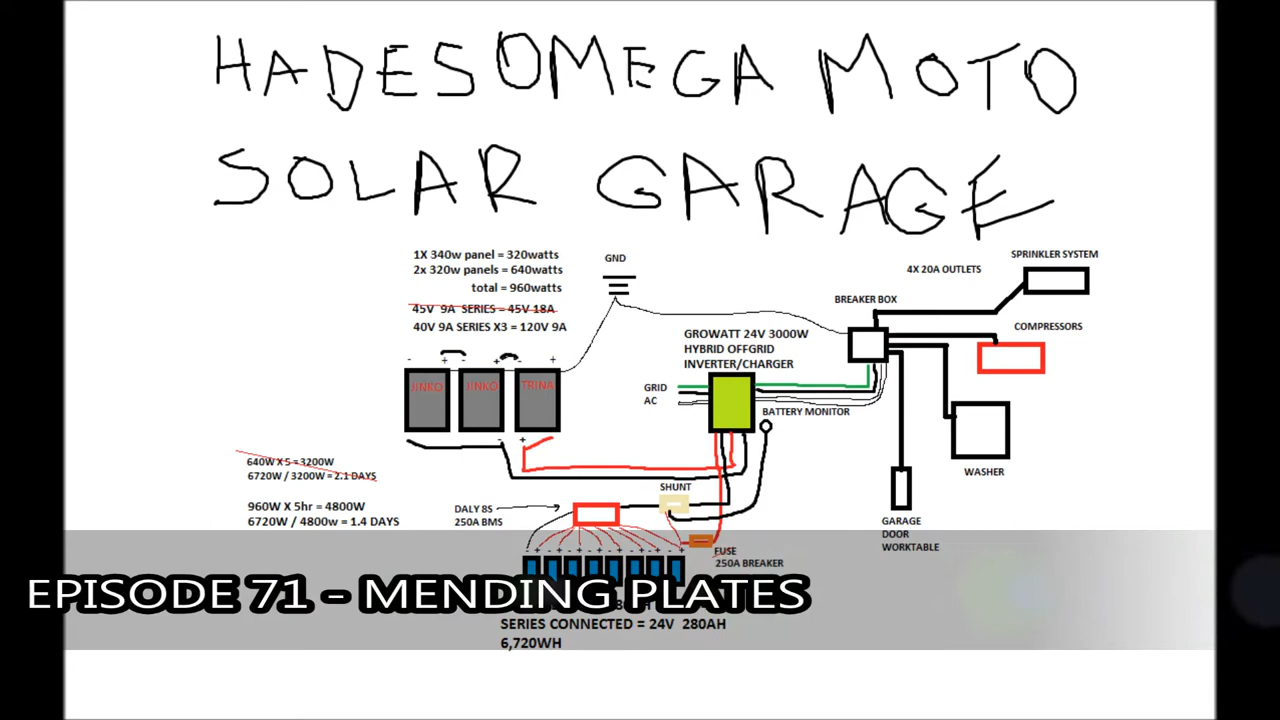 HADESOMEGA MOTO
SOLAR GARAGE
1X 340w panel = 320watts
2x 320w panels = 640watts
total = 960watts
45V 9A SERIES = 45V 18A
40V 9A SERIES X3 = 120V 9A
GND
4X 20A OUTLETS
SPRINKLER SYSTEM
BREAKER BOX
COMPRESSORS
GROWATT 24V 3000W
HYBRID OFFGRID
INVERTER/CHARGER
- + - + - +
JINKO JINKO TRINA
GRID
AC
BATTERY MONITOR
- +
WASHER
640W X 5 = 3200W
6720W / 3200W = 2.1 DAYS
960W X 5hr = 4800W
6720W / 4800w = 1.4 DAYS
SHUNT
DALY 8S
250A BMS
GARAGE
DOOR
WORKTABLE
- + - + - + - + - + - + - + - +
FUSE
250A BREAKER
EPISODE 71 - MENDING PLATES
SERIES CONNECTED = 24V 280AH
6,720WH